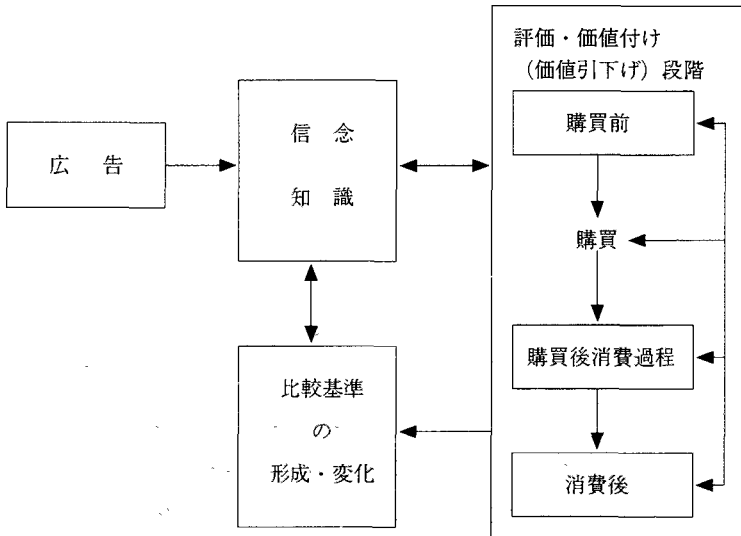 評価・価値付け
（価値引下げ）段階
購買前
広　告
信　念
知　識
購買
購買後消費過程
比較基準
の
形成・変化
消費後